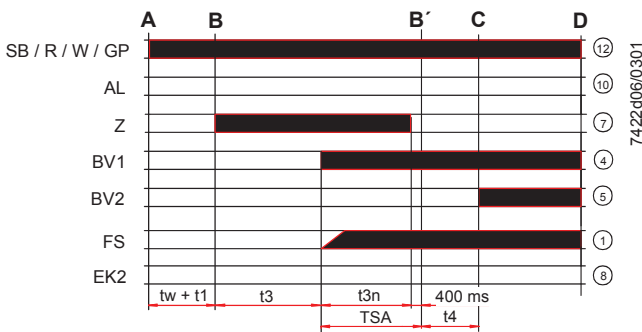 A B B´ C D
SB / R / W / GP 12
AL 10
Z 7
BV1 4
BV2 5
FS 1
EK2 8
tw + t1 t3 t3n 400 ms
TSA t4
7422d06/0301